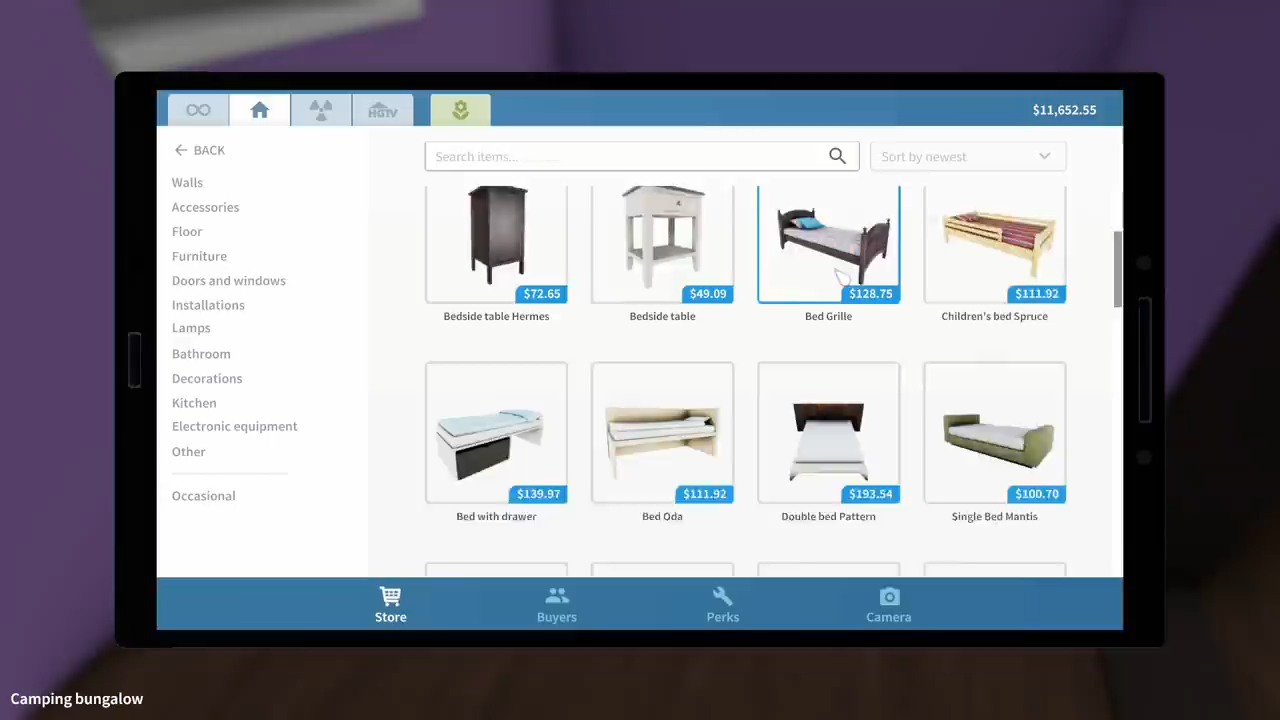 HGTV
$11,652.55
BACK
Search items...
Sort by newest
Walls
Accessories
Floor
Furniture
Doors and windows
Installations
Lamps
Bathroom
Decorations
Kitchen
Electronic equipment
Other
Occasional
$72.65
$49.09
$128.75
$111.92
Bedside table Hermes
Bedside table
Bed Grille
Children's bed Spruce
$139.97
$111.92
$193.54
$100.70
Bed with drawer
Bed Oda
Double bed Pattern
Single Bed Mantis
Store
Buyers
Perks
Camera
Camping bungalow